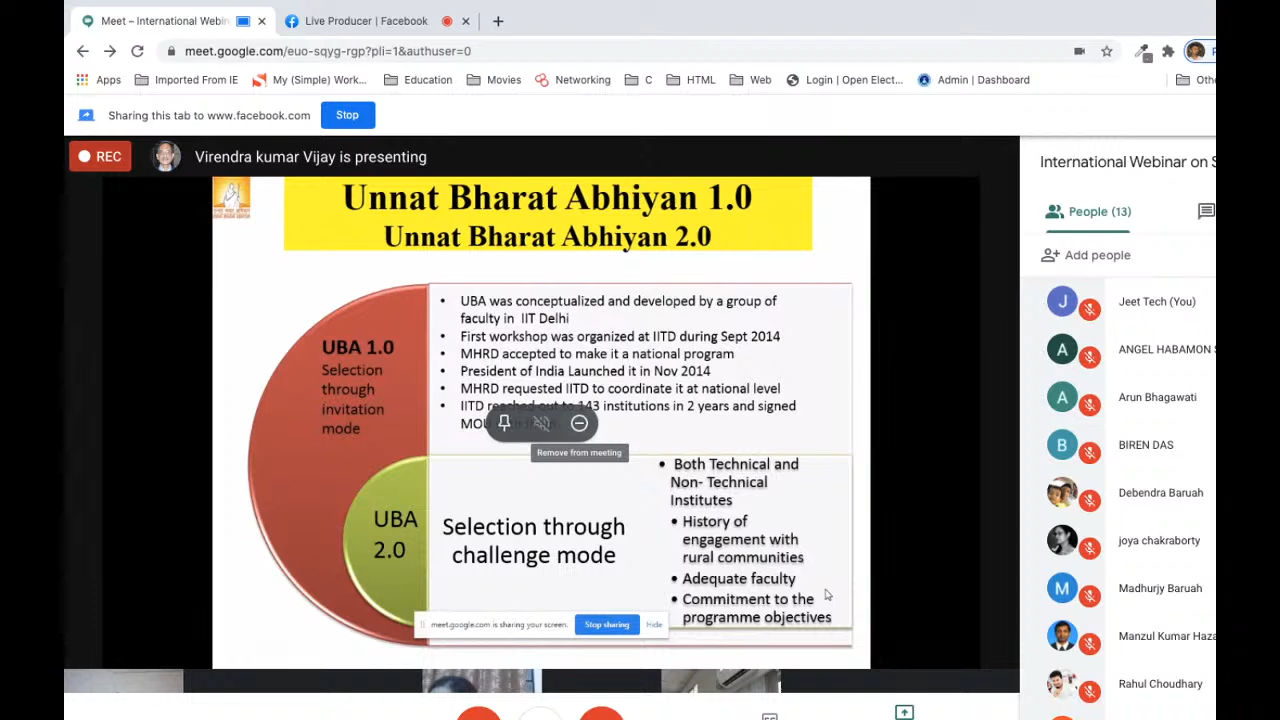 Meet – International Webin
Live Producer | Facebook
meet.google.com/euo-sqyg-rgp?pli=1&authuser=0
Apps
Imported From IE
My (Simple) Work...
Education
Movies
Networking
C
HTML
Web
Login | Open Elect...
Admin | Dashboard
Sharing this tab to www.facebook.com
Stop
REC
Virendra kumar Vijay is presenting
International Webinar on S
People (13)
Add people
Unnat Bharat Abhiyan 1.0
Unnat Bharat Abhiyan 2.0
UBA 1.0
Selection
through
invitation
mode
• UBA was conceptualized and developed by a group of
faculty in IIT Delhi
• First workshop was organized at IITD during Sept 2014
• MHRD accepted to make it a national program
• President of India Launched it in Nov 2014
• MHRD requested IITD to coordinate it at national level
• IITD reached out to 143 institutions in 2 years and signed
MOU
Remove from meeting
UBA
2.0
Selection through
challenge mode
• Both Technical and
Non- Technical
Institutes
• History of
engagement with
rural communities
• Adequate faculty
• Commitment to the
programme objectives
meet.google.com is sharing your screen.
Stop sharing
Hide
J
Jeet Tech (You)
A
ANGEL HABAMON S
A
Arun Bhagawati
B
BIREN DAS
Debendra Baruah
joya chakraborty
M
Madhurjy Baruah
Manzul Kumar Haza
Rahul Choudhary